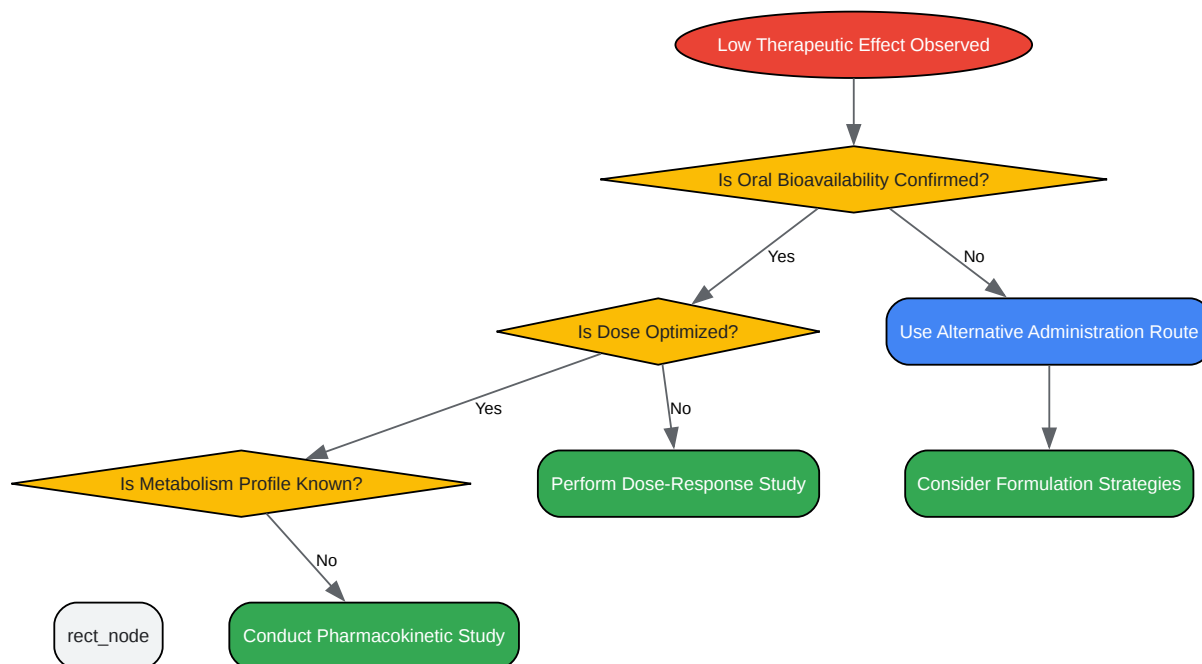 Low Therapeutic Effect Observed
Is Oral Bioavailability Confirmed?
Yes
No
Is Dose Optimized?
Use Alternative Administration Route
Yes
No
Is Metabolism Profile Known?
Perform Dose-Response Study
Consider Formulation Strategies
No
rect_node
Conduct Pharmacokinetic Study